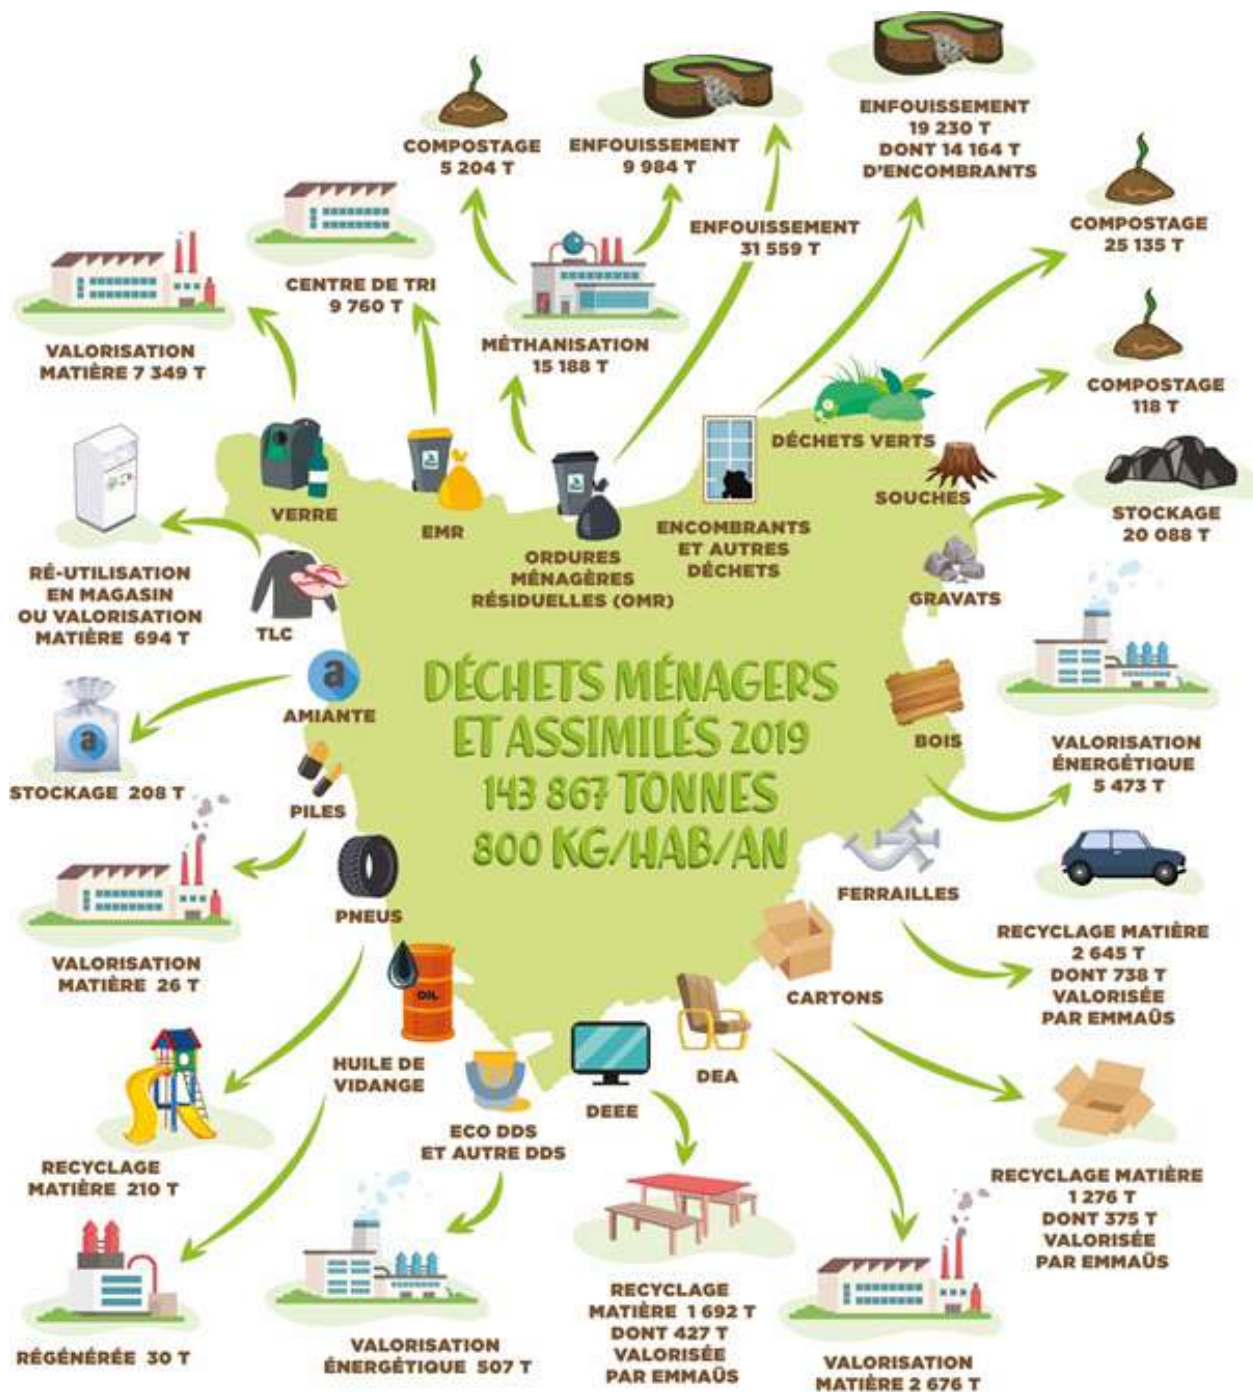 ENFOUISSEMENT
19 230 T
DONT 14 164 T
D'ENCOMBRANTS
COMPOSTAGE
5 204 T
ENFOUISSEMENT
9 984 T
ENFOUISSEMENT
31 559 T
COMPOSTAGE
25 135 T
CENTRE DE TRI
9 760 T
MÉTHANISATION
15 188 T
VALORISATION
MATIÈRE 7 349 T
COMPOSTAGE
118 T
DÉCHETS VERTS
SOUCHES
STOCKAGE
20 088 T
VERRE
EMR
ORDURES
MÉNAGÈRES
RÉSIDUELLES (OMR)
ENCOMBRANTS
ET AUTRES
DÉCHETS
GRAVATS
RÉ-UTILISATION
EN MAGASIN
OU VALORISATION
MATIÈRE 694 T
TLC
DÉCHETS MÉNAGERS
ET ASSIMILÉS 2019
143 867 TONNES
800 KG/HAB/AN
a
AMIANTE
a
STOCKAGE 208 T
BOIS
VALORISATION
ÉNERGÉTIQUE
5 473 T
PILES
VALORISATION
MATIÈRE 26 T
PNEUS
FERRAILLES
RECYCLAGE MATIÈRE
2 645 T
DONT 738 T
VALORISÉE
PAR EMMAÜS
CARTONS
OIL
HUILE DE
VIDANGE
DEA
DEEE
ECO DDS
ET AUTRE DDS
RECYCLAGE
MATIÈRE 210 T
RECYCLAGE MATIÈRE
1 276 T
DONT 375 T
VALORISÉE
PAR EMMAÜS
RÉGÉNÉRÉE 30 T
VALORISATION
ÉNERGÉTIQUE 507 T
RECYCLAGE
MATIÈRE 1 692 T
DONT 427 T
VALORISÉE
PAR EMMAÜS
VALORISATION
MATIÈRE 2 676 T